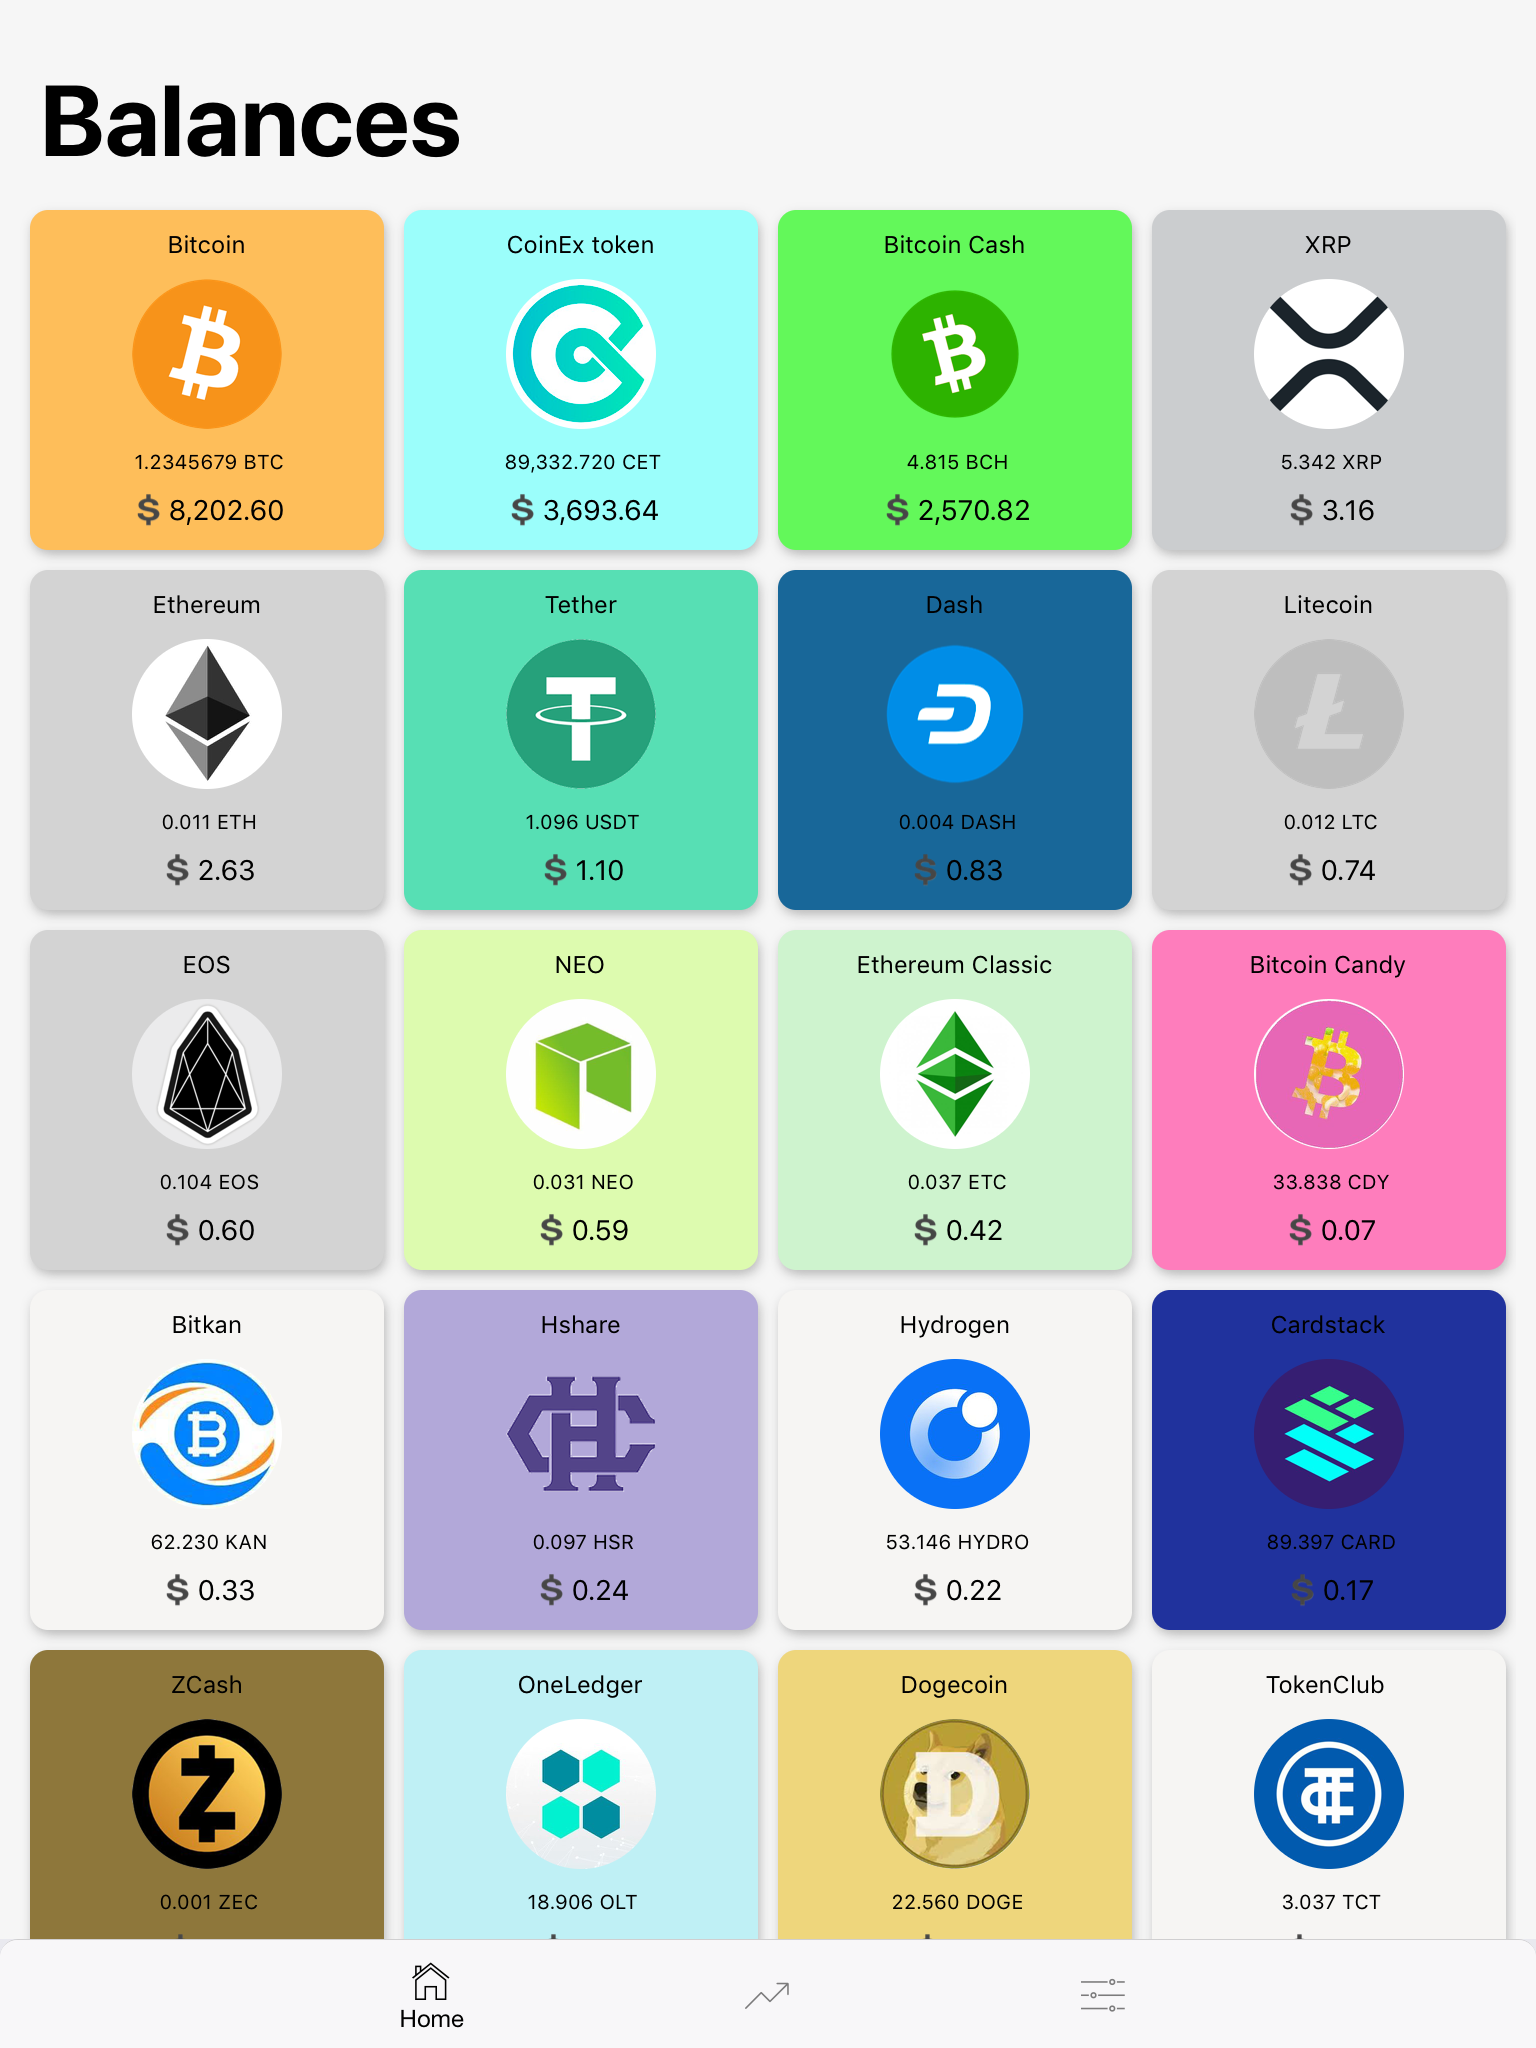 Balances
Bitcoin
1.2345679 BTC
$ 8,202.60
CoinEx token
89,332.720 CET
$ 3,693.64
Bitcoin Cash
4.815 BCH
$ 2,570.82
XRP
5.342 XRP
$ 3.16
Ethereum
0.011 ETH
$ 2.63
Tether
1.096 USDT
$ 1.10
Dash
0.004 DASH
$ 0.83
Litecoin
0.012 LTC
$ 0.74
EOS
0.104 EOS
$ 0.60
NEO
0.031 NEO
$ 0.59
Ethereum Classic
0.037 ETC
$ 0.42
Bitcoin Candy
33.838 CDY
$ 0.07
Bitkan
62.230 KAN
$ 0.33
Hshare
0.097 HSR
$ 0.24
Hydrogen
53.146 HYDRO
$ 0.22
Cardstack
89.397 CARD
$ 0.17
ZCash
0.001 ZEC
OneLedger
18.906 OLT
Dogecoin
22.560 DOGE
TokenClub
3.037 TCT
Home